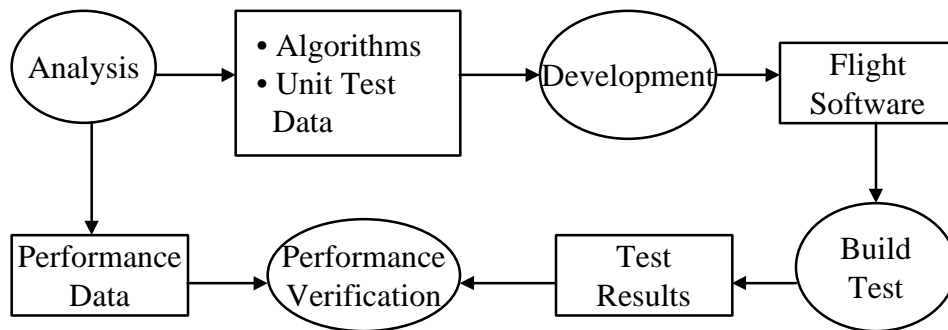 Analysis
• Algorithms
• Unit Test
Data
Development
Flight
Software
Performance
Data
Performance
Verification
Test
Results
Build
Test